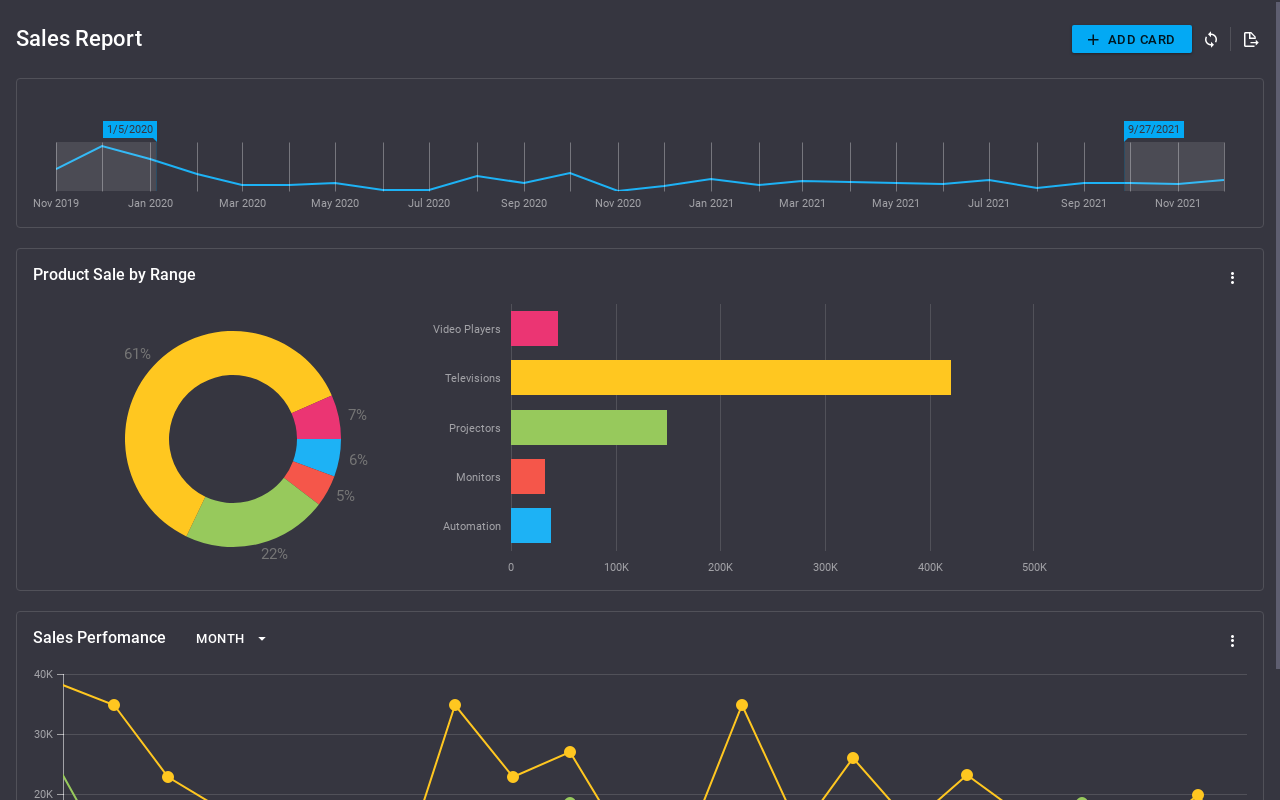 Sales Report
ADD CARD
1/5/2020
9/27/2021
Nov 2019 Jan 2020 Mar 2020 May 2020 Jul 2020 Sep 2020 Nov 2020 Jan 2021 Mar 2021 May 2021 Jul 2021 Sep 2021 Nov 2021
Product Sale by Range
61%
7%
6%
5%
22%
Video Players
Televisions
Projectors
Monitors
Automation
0 100K 200K 300K 400K 500K
Sales Perfomance MONTH
40K
30K
20K